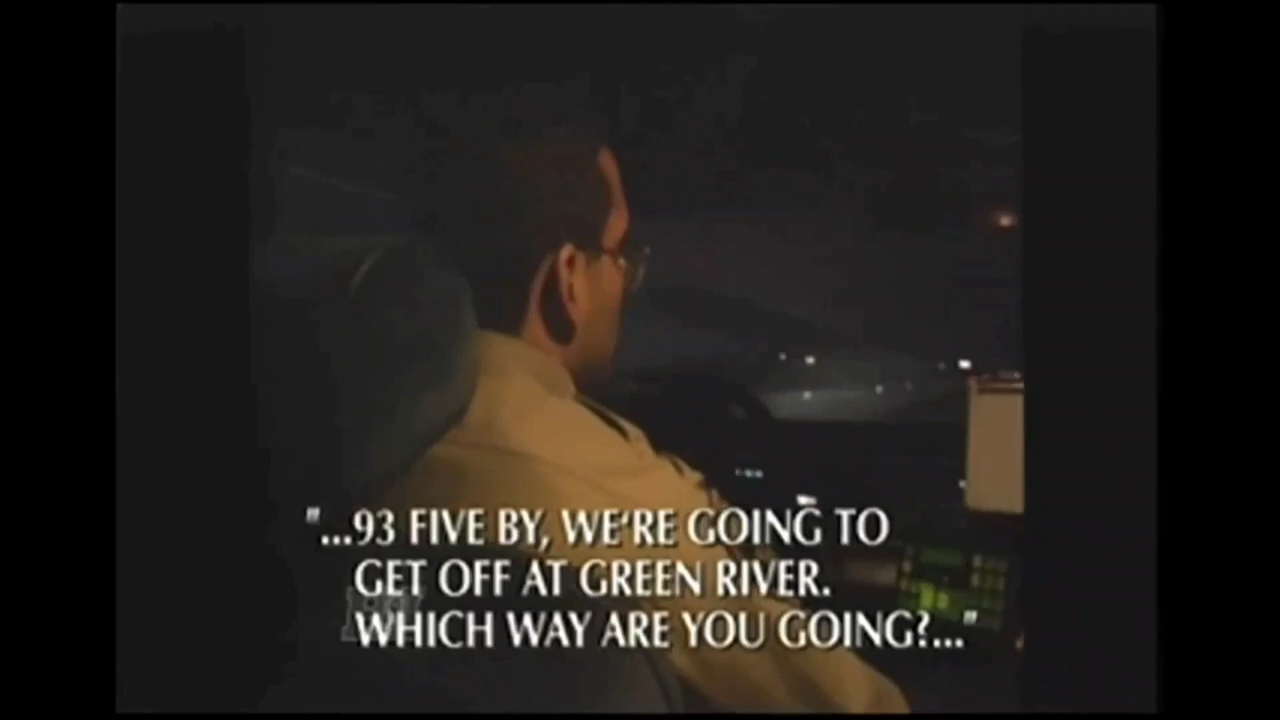 "...93 FIVE BY, WE'RE GOING TO
GET OFF AT GREEN RIVER.
WHICH WAY ARE YOU GOING?..."